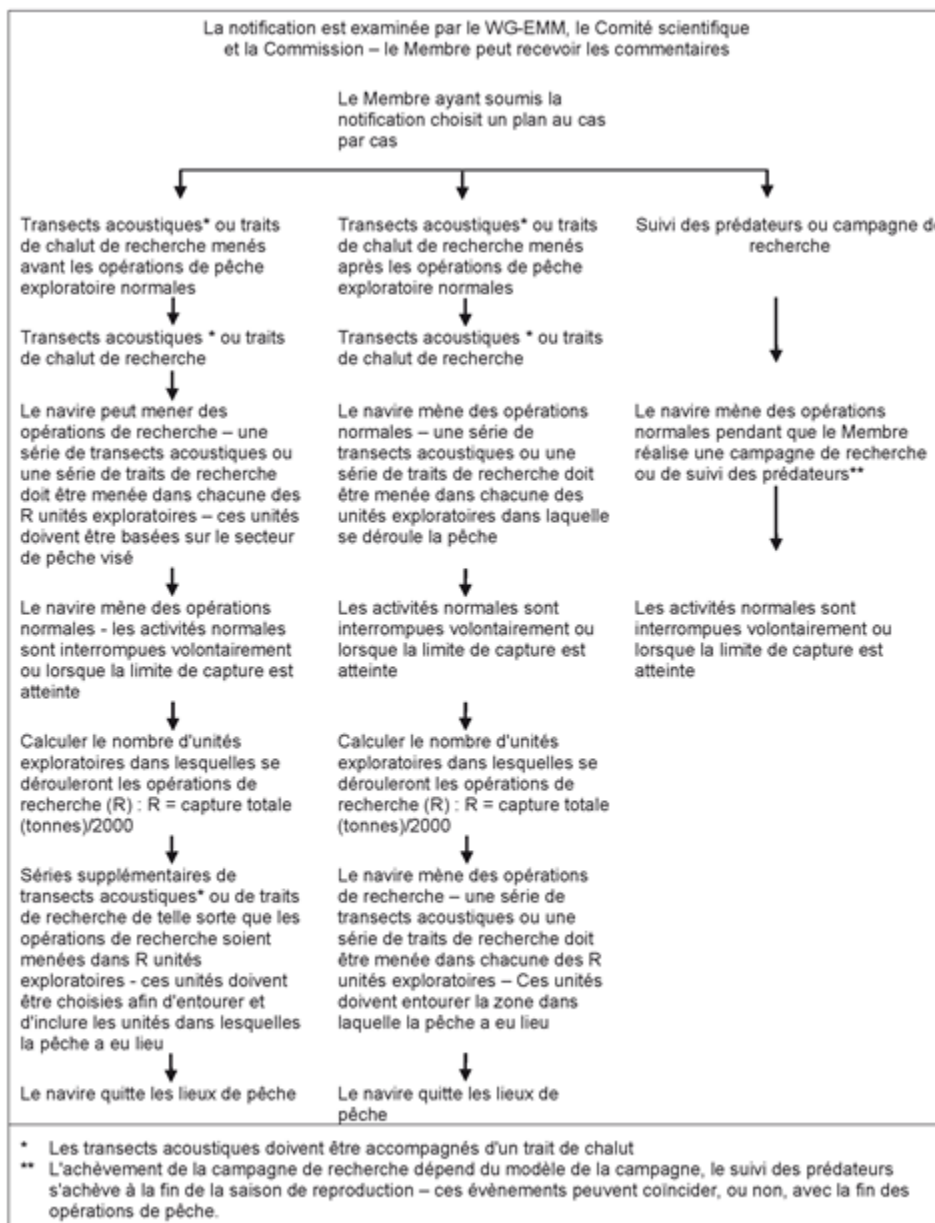 La notification est examinée par le WG-EMM, le Comité scientifique
et la Commission – le Membre peut recevoir les commentaires
Le Membre ayant soumis la
notification choisit un plan au cas
par cas
Transects acoustiques* ou traits
de chalut de recherche menés
avant les opérations de pêche
exploratoire normales
Transects acoustiques * ou traits
de chalut de recherche
Le navire peut mener des
opérations de recherche – une
série de transects acoustiques ou
une série de traits de recherche
doit être menée dans chacune des
R unités exploratoires – ces unités
doivent être basées sur le secteur
de pêche visé
Le navire mène des opérations
normales - les activités normales
sont interrompues volontairement
ou lorsque la limite de capture est
atteinte
Calculer le nombre d'unités
exploratoires dans lesquelles se
dérouleront les opérations de
recherche (R) : R = capture totale
(tonnes)/2000
Séries supplémentaires de
transects acoustiques* ou de traits
de recherche de telle sorte que les
opérations de recherche soient
menées dans R unités
exploratoires - ces unités doivent
être choisies afin d'entourer et
d'inclure les unités dans lesquelles
la pêche a eu lieu
Le navire quitte les lieux de pêche
Transects acoustiques* ou traits
de chalut de recherche menés
après les opérations de pêche
exploratoire normales
Transects acoustiques * ou traits
de chalut de recherche
Le navire mène des opérations
normales – une série de
transects acoustiques ou une
série de traits de recherche doit
être menée dans chacune des
unités exploratoires dans laquelle
se déroule la pêche
Les activités normales sont
interrompues volontairement ou
lorsque la limite de capture est
atteinte
Calculer le nombre d'unités
exploratoires dans lesquelles se
dérouleront les opérations de
recherche (R) : R = capture totale
(tonnes)/2000
Le navire mène des opérations
de recherche – une série de
transects acoustiques ou une
série de traits de recherche doit
être menée dans chacune des R
unités exploratoires – Ces unités
doivent entourer la zone dans
laquelle la pêche a eu lieu
Le navire quitte les lieux de
pêche
Suivi des prédateurs ou campagne de
recherche
Le navire mène des opérations
normales pendant que le Membre
réalise une campagne de recherche
ou de suivi des prédateurs**
Les activités normales sont
interrompues volontairement ou
lorsque la limite de capture est
atteinte
* Les transects acoustiques doivent être accompagnés d'un trait de chalut
** L'achèvement de la campagne de recherche dépend du modèle de la campagne, le suivi des prédateurs
s'achève à la fin de la saison de reproduction – ces évènements peuvent coïncider, ou non, avec la fin des
opérations de pêche.